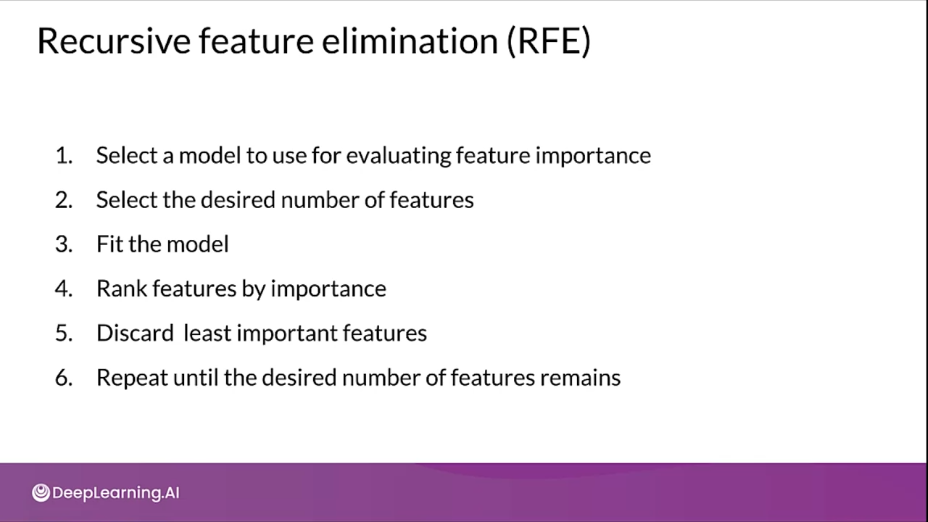 Recursive feature elimination (RFE)
1. Select a model to use for evaluating feature importance
2. Select the desired number of features
3. Fit the model
4. Rank features by importance
5. Discard least important features
6. Repeat until the desired number of features remains
DeepLearning.AI